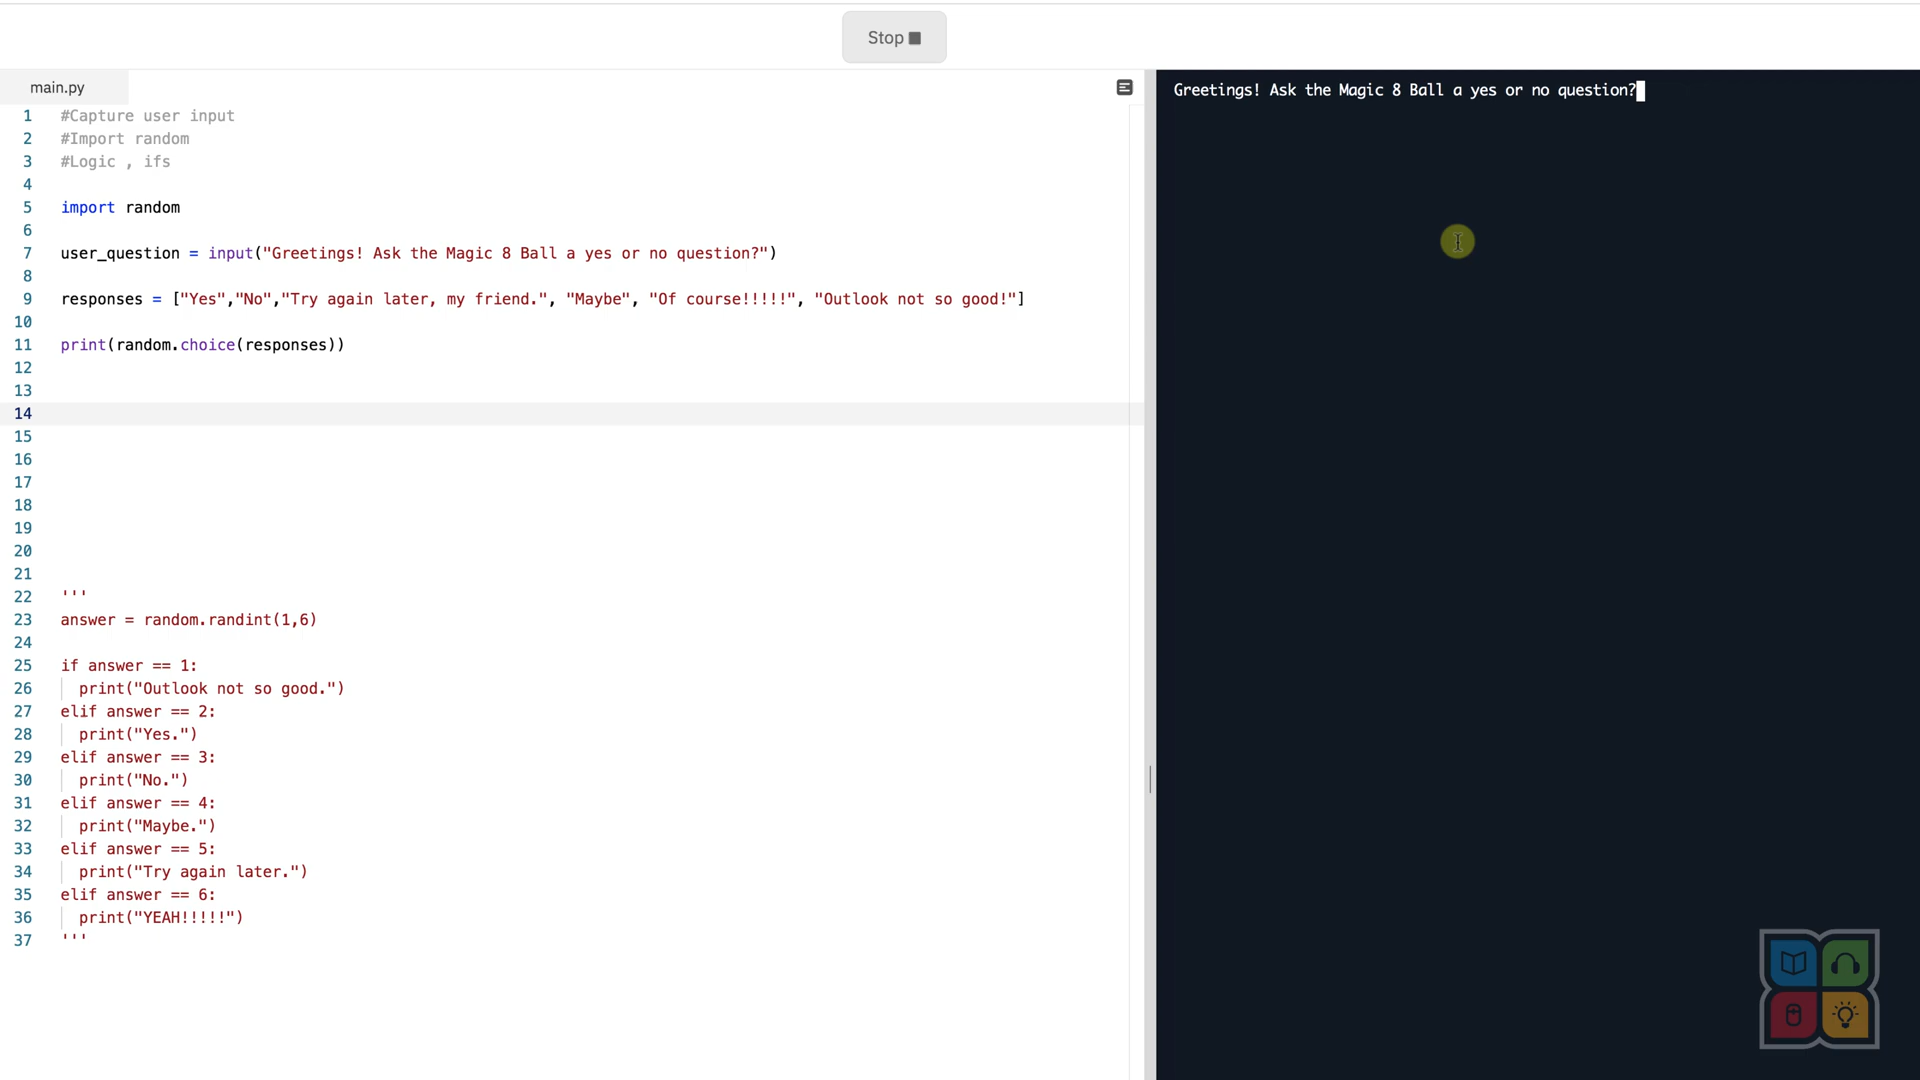 Stop
main.py
1 #Capture user input
2 #Import random
3 #Logic , ifs
4
5 import random
6
7 user_question = input("Greetings! Ask the Magic 8 Ball a yes or no question?")
8
9 responses = ["Yes","No","Try again later, my friend.", "Maybe", "Of course!!!!!", "Outlook not so good!"]
10
11 print(random.choice(responses))
12
13
14
15
16
17
18
19
20
21
22 '''
23 answer = random.randint(1,6)
24
25 if answer == 1:
26 print("Outlook not so good.")
27 elif answer == 2:
28 print("Yes.")
29 elif answer == 3:
30 print("No.")
31 elif answer == 4:
32 print("Maybe.")
33 elif answer == 5:
34 print("Try again later.")
35 elif answer == 6:
36 print("YEAH!!!!!")
37 '''
Greetings! Ask the Magic 8 Ball a yes or no question?